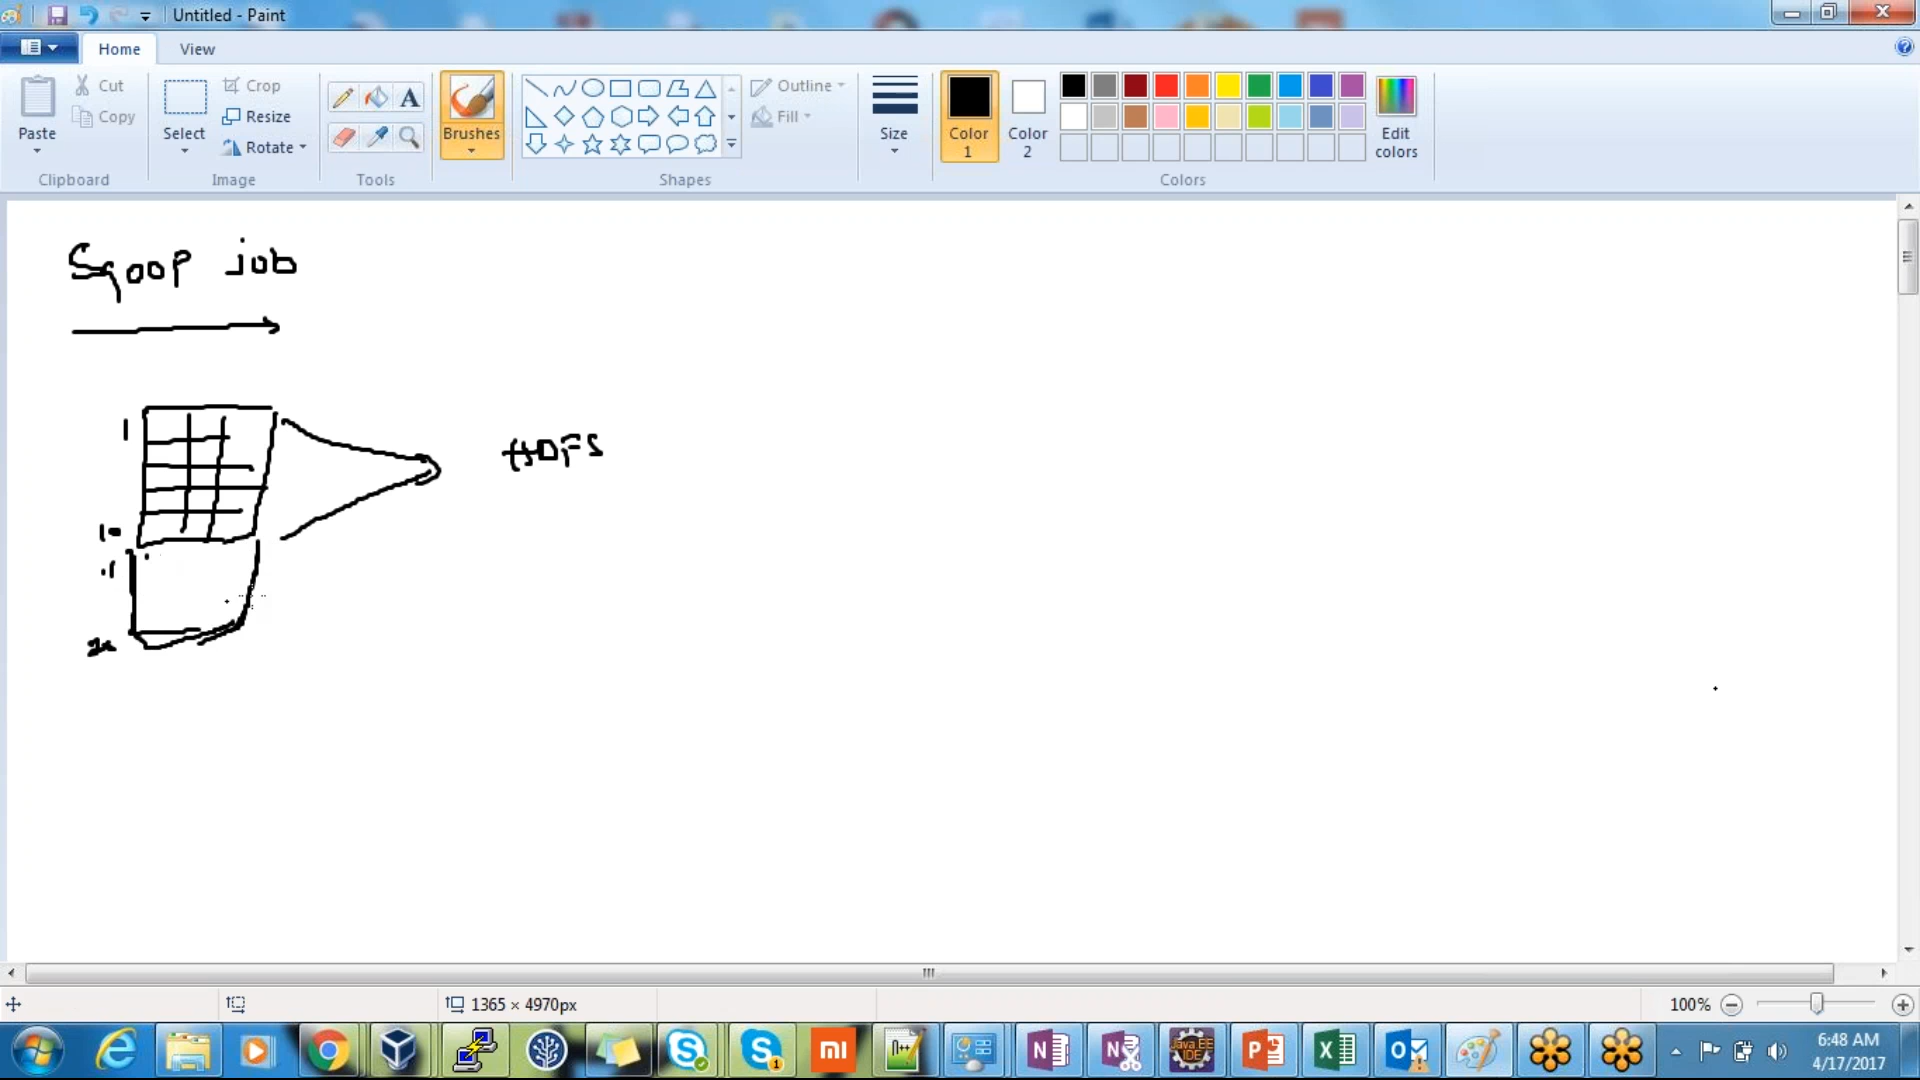 Untitled - Paint
Home View
Paste
Cut
Copy
Clipboard
Select
Crop
Resize
Rotate
Image
A
Tools
Brushes
Outline
Fill
Shapes
Size
Color 1
Color 2
Edit colors
Colors
Sqoop job
1
HDFS
10
100%
1365 × 4970px
6:48 AM
4/17/2017